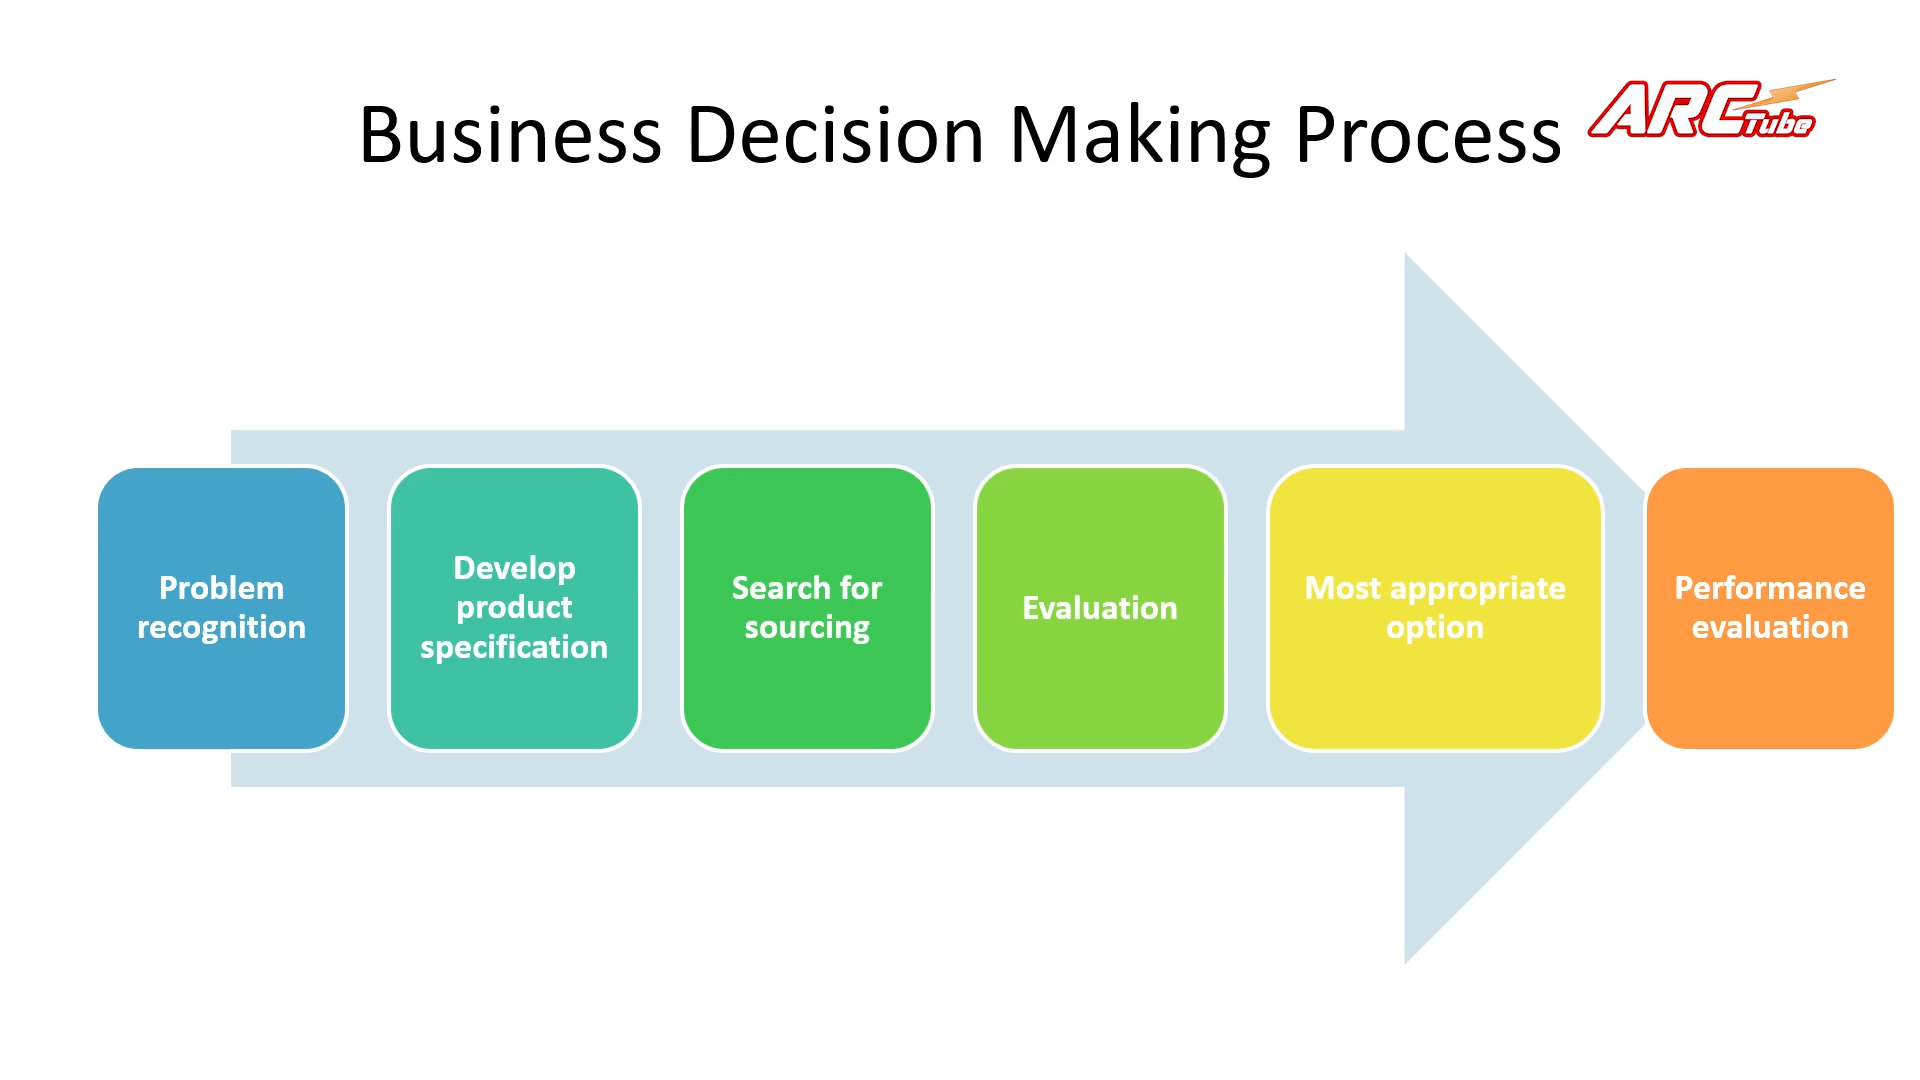 Business Decision Making Process
ARC Tube
Problem
recognition
Develop
product
specification
Search for
sourcing
Evaluation
Most appropriate
option
Performance
evaluation